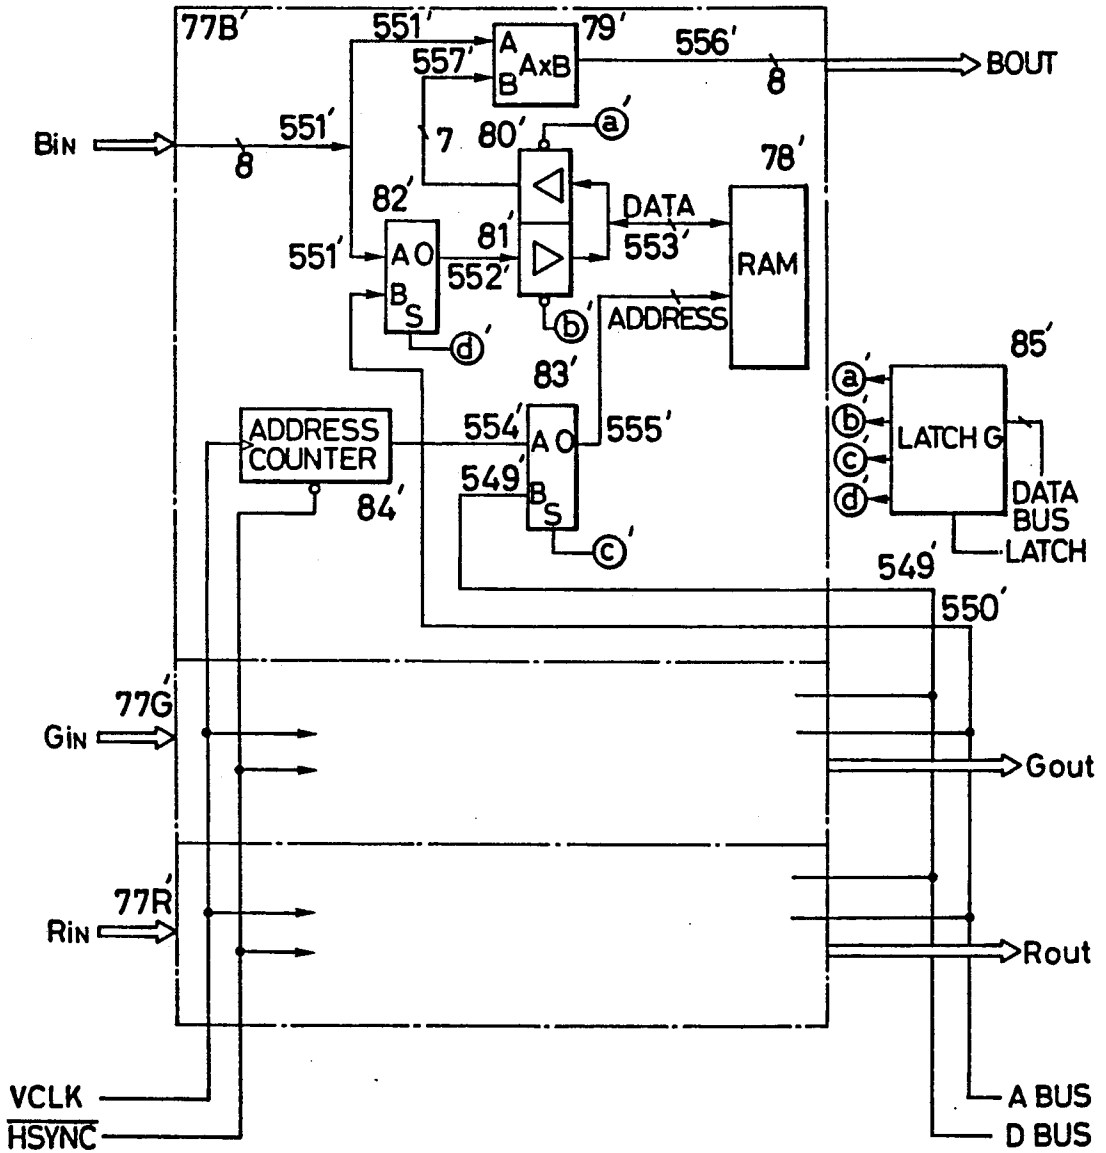 77B'
551'
79'
A
557'
AxB
B
556'
8
BOUT
BIN
8
551'
7
80'
a'
78'
82'
DATA
553'
551'
A O
B
S
81'
552'
RAM
b'
ADDRESS
d'
83'
85'
a'
b'
c'
d'
LATCH G
DATA
BUS
LATCH
ADDRESS
COUNTER
84'
554'
A O
B
S
555'
549'
c'
549'
550'
77G'
GIN
Gout
77R'
RIN
Rout
VCLK
HSYNC
A BUS
D BUS